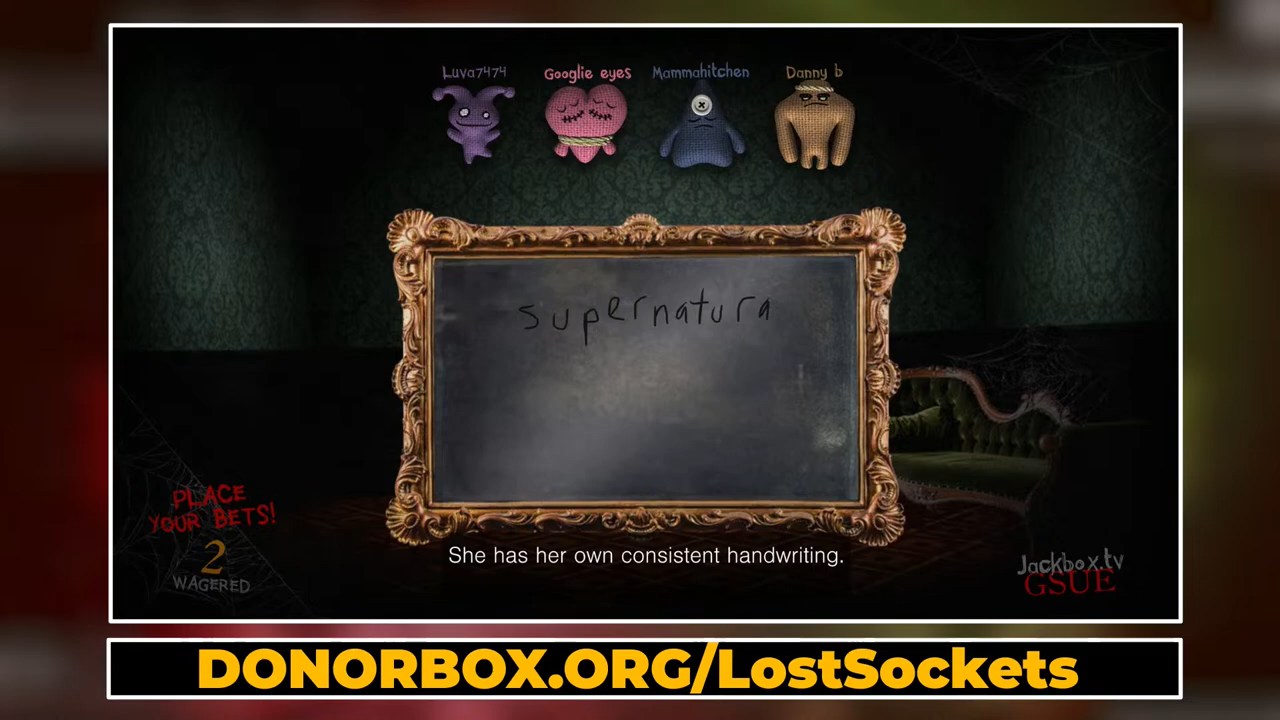 Luva7474 Googlie eyes Mammahitchen Danny b
supernatura
PLACE
YOUR BETS!
2
WAGERED
She has her own consistent handwriting.
Jackbox.tv
GSUE
DONORBOX.ORG/LostSockets